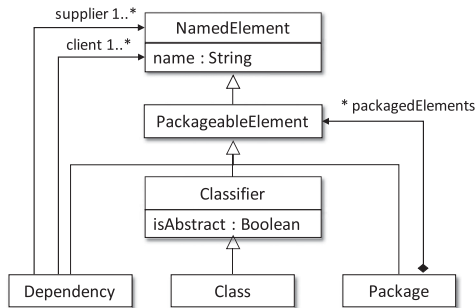 supplier 1..*
NamedElement
client 1..*
name : String
PackageableElement
* packagedElements
Classifier
isAbstract : Boolean
Dependency
Class
Package